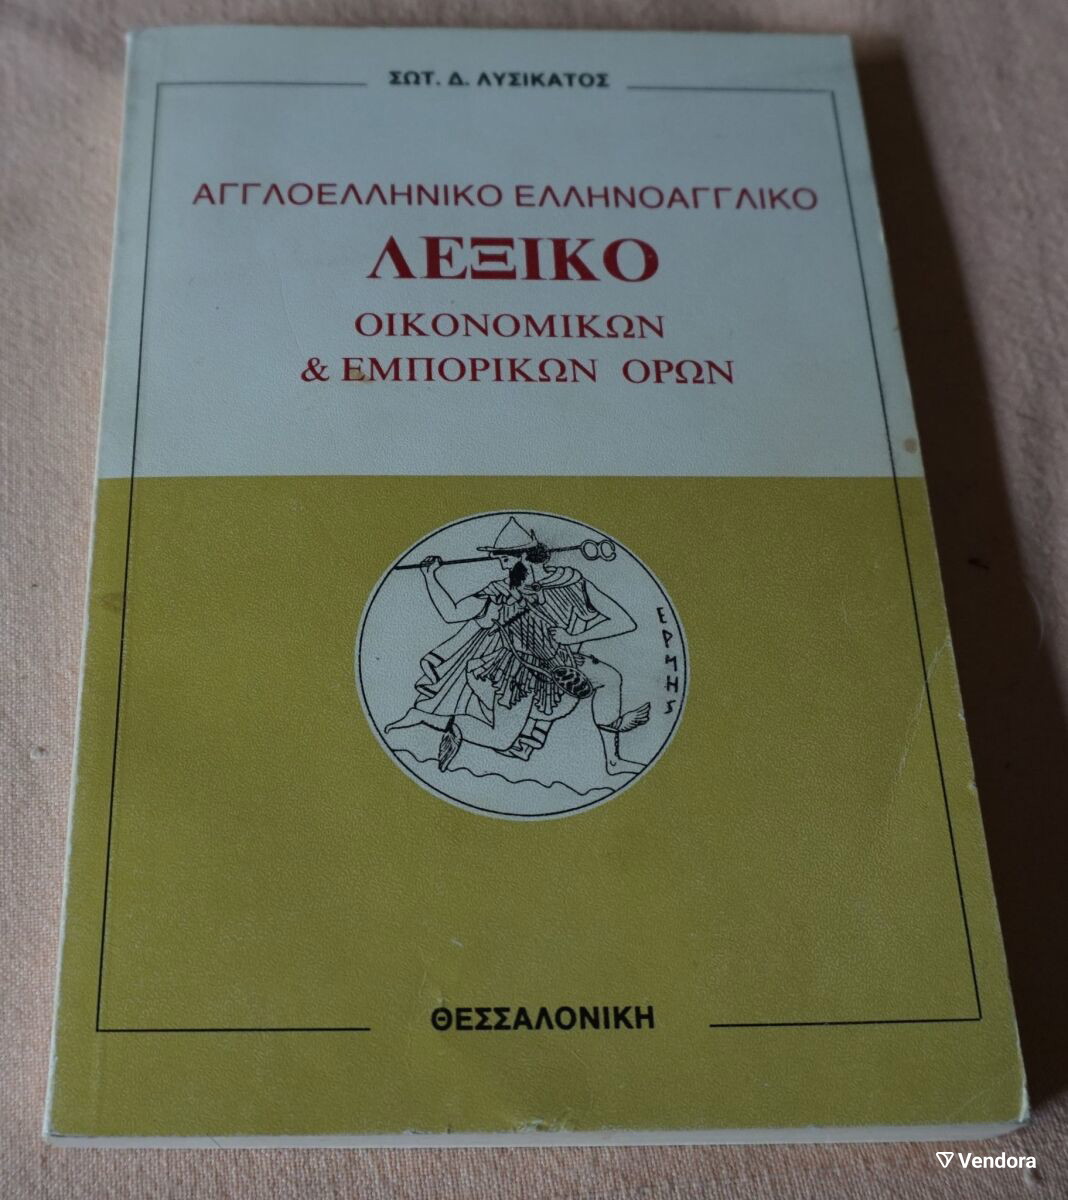 ΣΩΤ. Δ. ΛΥΣΙΚΑΤΟΣ
ΑΓΓΛΟΕΛΛΗΝΙΚΟ ΕΛΛΗΝΟΑΓΓΛΙΚΟ
ΛΕΞΙΚΟ
ΟΙΚΟΝΟΜΙΚΩΝ
& ΕΜΠΟΡΙΚΩΝ ΟΡΩΝ
ΕΡΜΗΣ
ΘΕΣΣΑΛΟΝΙΚΗ
Vendora